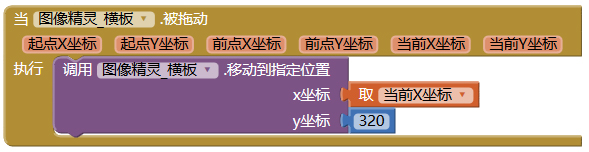 当 图像精灵_横板 .被拖动
起点X坐标 起点Y坐标 前点X坐标 前点Y坐标 当前X坐标 当前Y坐标
执行 调用 图像精灵_横板 .移动到指定位置
x坐标 取 当前X坐标
y坐标 320